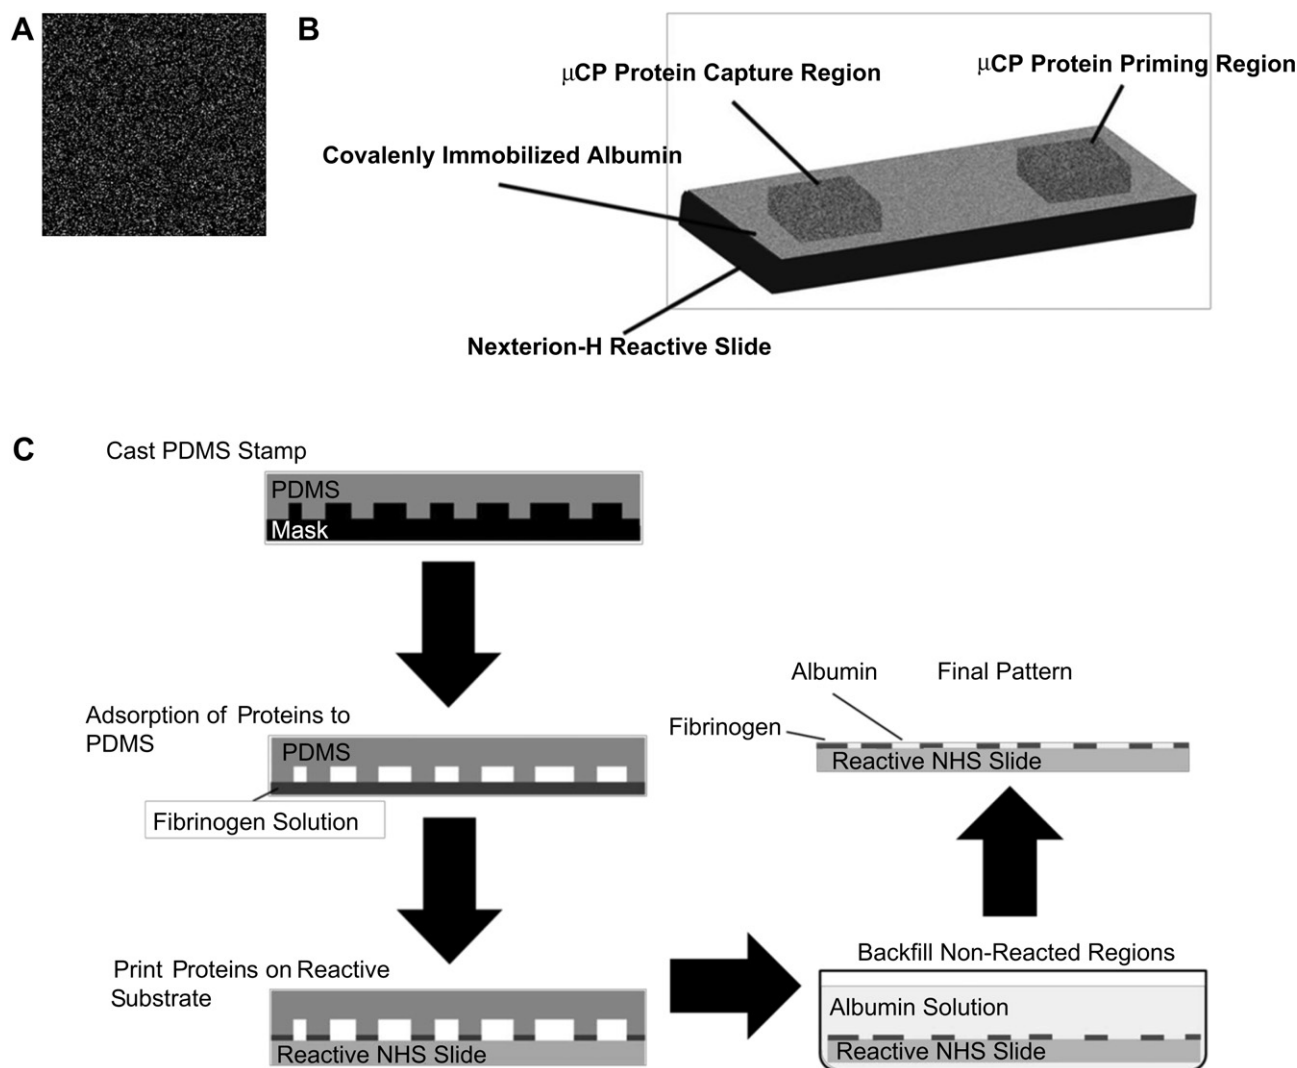 A
B
μCP Protein Capture Region
μCP Protein Priming Region
Covalenly Immobilized Albumin
Nexterion-H Reactive Slide
C
Cast PDMS Stamp
PDMS
Mask
Adsorption of Proteins to
PDMS
PDMS
Fibrinogen Solution
Print Proteins on Reactive
Substrate
Reactive NHS Slide
Backfill Non-Reacted Regions
Albumin Solution
Reactive NHS Slide
Albumin
Final Pattern
Fibrinogen
Reactive NHS Slide